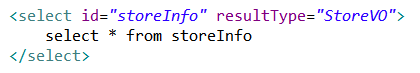 <select id="storeInfo" resultType="StoreVO">
    select * from storeInfo
</select>